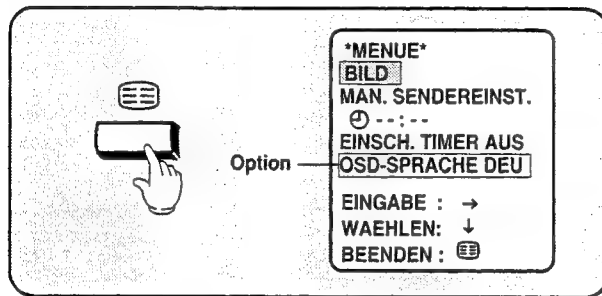 *MENUE*
BILD
MAN. SENDEREINST.
--:--
EINSCH. TIMER AUS
Option
OSD-SPRACHE DEU
EINGABE : →
WAEHLEN: ↓
BEENDEN :